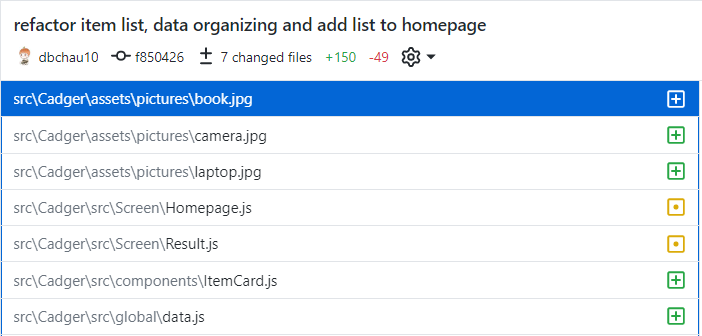 refactor item list, data organizing and add list to homepage
dbchau10 f850426 7 changed files +150 -49
src\Cadger\assets\pictures\book.jpg
src\Cadger\assets\pictures\camera.jpg
src\Cadger\assets\pictures\laptop.jpg
src\Cadger\src\Screen\Homepage.js
src\Cadger\src\Screen\Result.js
src\Cadger\src\components\ItemCard.js
src\Cadger\src\global\data.js